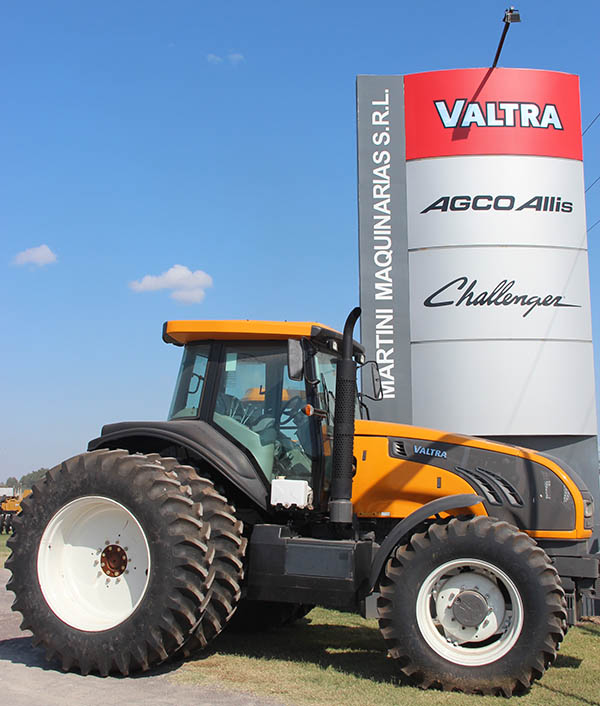 VALTRA
AGCO Allis
Challenger
MARTINI MAQUINARIAS S.R.L.
VALTRA